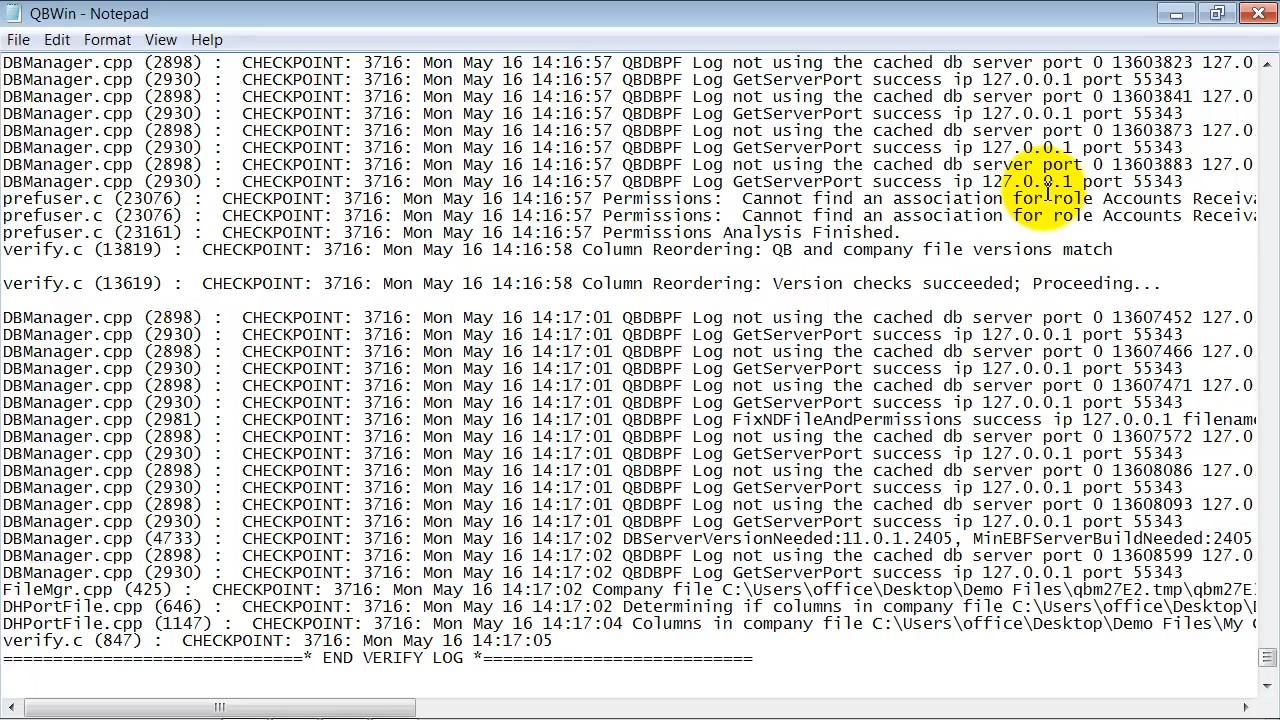 QBWin - Notepad
File Edit Format View Help
DBManager.cpp (2898) : CHECKPOINT: 3716: Mon May 16 14:16:57 QBDBPF Log not using the cached db server port 0 13603823 127.0
DBManager.cpp (2930) : CHECKPOINT: 3716: Mon May 16 14:16:57 QBDBPF Log GetServerPort success ip 127.0.0.1 port 55343
DBManager.cpp (2898) : CHECKPOINT: 3716: Mon May 16 14:16:57 QBDBPF Log not using the cached db server port 0 13603841 127.0
DBManager.cpp (2930) : CHECKPOINT: 3716: Mon May 16 14:16:57 QBDBPF Log GetServerPort success ip 127.0.0.1 port 55343
DBManager.cpp (2898) : CHECKPOINT: 3716: Mon May 16 14:16:57 QBDBPF Log not using the cached db server port 0 13603873 127.0
DBManager.cpp (2930) : CHECKPOINT: 3716: Mon May 16 14:16:57 QBDBPF Log GetServerPort success ip 127.0.0.1 port 55343
DBManager.cpp (2898) : CHECKPOINT: 3716: Mon May 16 14:16:57 QBDBPF Log not using the cached db server port 0 13603883 127.0
DBManager.cpp (2930) : CHECKPOINT: 3716: Mon May 16 14:16:57 QBDBPF Log GetServerPort success ip 127.0.0.1 port 55343
prefuser.c (23076) : CHECKPOINT: 3716: Mon May 16 14:16:57 Permissions: Cannot find an association for role Accounts Receiva
prefuser.c (23076) : CHECKPOINT: 3716: Mon May 16 14:16:57 Permissions: Cannot find an association for role Accounts Receiva
prefuser.c (23161) : CHECKPOINT: 3716: Mon May 16 14:16:57 Permissions Analysis Finished.
verify.c (13819) : CHECKPOINT: 3716: Mon May 16 14:16:58 Column Reordering: QB and company file versions match
verify.c (13619) : CHECKPOINT: 3716: Mon May 16 14:16:58 Column Reordering: Version checks succeeded; Proceeding...
DBManager.cpp (2898) : CHECKPOINT: 3716: Mon May 16 14:17:01 QBDBPF Log not using the cached db server port 0 13607452 127.0
DBManager.cpp (2930) : CHECKPOINT: 3716: Mon May 16 14:17:01 QBDBPF Log GetServerPort success ip 127.0.0.1 port 55343
DBManager.cpp (2898) : CHECKPOINT: 3716: Mon May 16 14:17:01 QBDBPF Log not using the cached db server port 0 13607466 127.0
DBManager.cpp (2930) : CHECKPOINT: 3716: Mon May 16 14:17:01 QBDBPF Log GetServerPort success ip 127.0.0.1 port 55343
DBManager.cpp (2898) : CHECKPOINT: 3716: Mon May 16 14:17:01 QBDBPF Log not using the cached db server port 0 13607471 127.0
DBManager.cpp (2930) : CHECKPOINT: 3716: Mon May 16 14:17:01 QBDBPF Log GetServerPort success ip 127.0.0.1 port 55343
DBManager.cpp (2981) : CHECKPOINT: 3716: Mon May 16 14:17:01 QBDBPF Log FixNDFileAndPermissions success ip 127.0.0.1 filename
DBManager.cpp (2898) : CHECKPOINT: 3716: Mon May 16 14:17:01 QBDBPF Log not using the cached db server port 0 13607572 127.0
DBManager.cpp (2930) : CHECKPOINT: 3716: Mon May 16 14:17:01 QBDBPF Log GetServerPort success ip 127.0.0.1 port 55343
DBManager.cpp (2898) : CHECKPOINT: 3716: Mon May 16 14:17:01 QBDBPF Log not using the cached db server port 0 13608086 127.0
DBManager.cpp (2930) : CHECKPOINT: 3716: Mon May 16 14:17:01 QBDBPF Log GetServerPort success ip 127.0.0.1 port 55343
DBManager.cpp (2898) : CHECKPOINT: 3716: Mon May 16 14:17:01 QBDBPF Log not using the cached db server port 0 13608093 127.0
DBManager.cpp (2930) : CHECKPOINT: 3716: Mon May 16 14:17:01 QBDBPF Log GetServerPort success ip 127.0.0.1 port 55343
DBManager.cpp (4733) : CHECKPOINT: 3716: Mon May 16 14:17:02 DBServerVersionNeeded:11.0.1.2405, MinEBFServerBuildNeeded:2405
DBManager.cpp (2898) : CHECKPOINT: 3716: Mon May 16 14:17:02 QBDBPF Log not using the cached db server port 0 13608599 127.0
DBManager.cpp (2930) : CHECKPOINT: 3716: Mon May 16 14:17:02 QBDBPF Log GetServerPort success ip 127.0.0.1 port 55343
FileMgr.cpp (425) : CHECKPOINT: 3716: Mon May 16 14:17:02 Company file C:\Users\office\Desktop\Demo Files\qbm27E2.tmp\qbm27E
DHPortFile.cpp (646) : CHECKPOINT: 3716: Mon May 16 14:17:02 Determining if columns in company file C:\Users\office\Desktop\D
DHPortFile.cpp (1147) : CHECKPOINT: 3716: Mon May 16 14:17:04 Columns in company file C:\Users\office\Desktop\Demo Files\My C
verify.c (847) : CHECKPOINT: 3716: Mon May 16 14:17:05
==============================* END VERIFY LOG *===========================